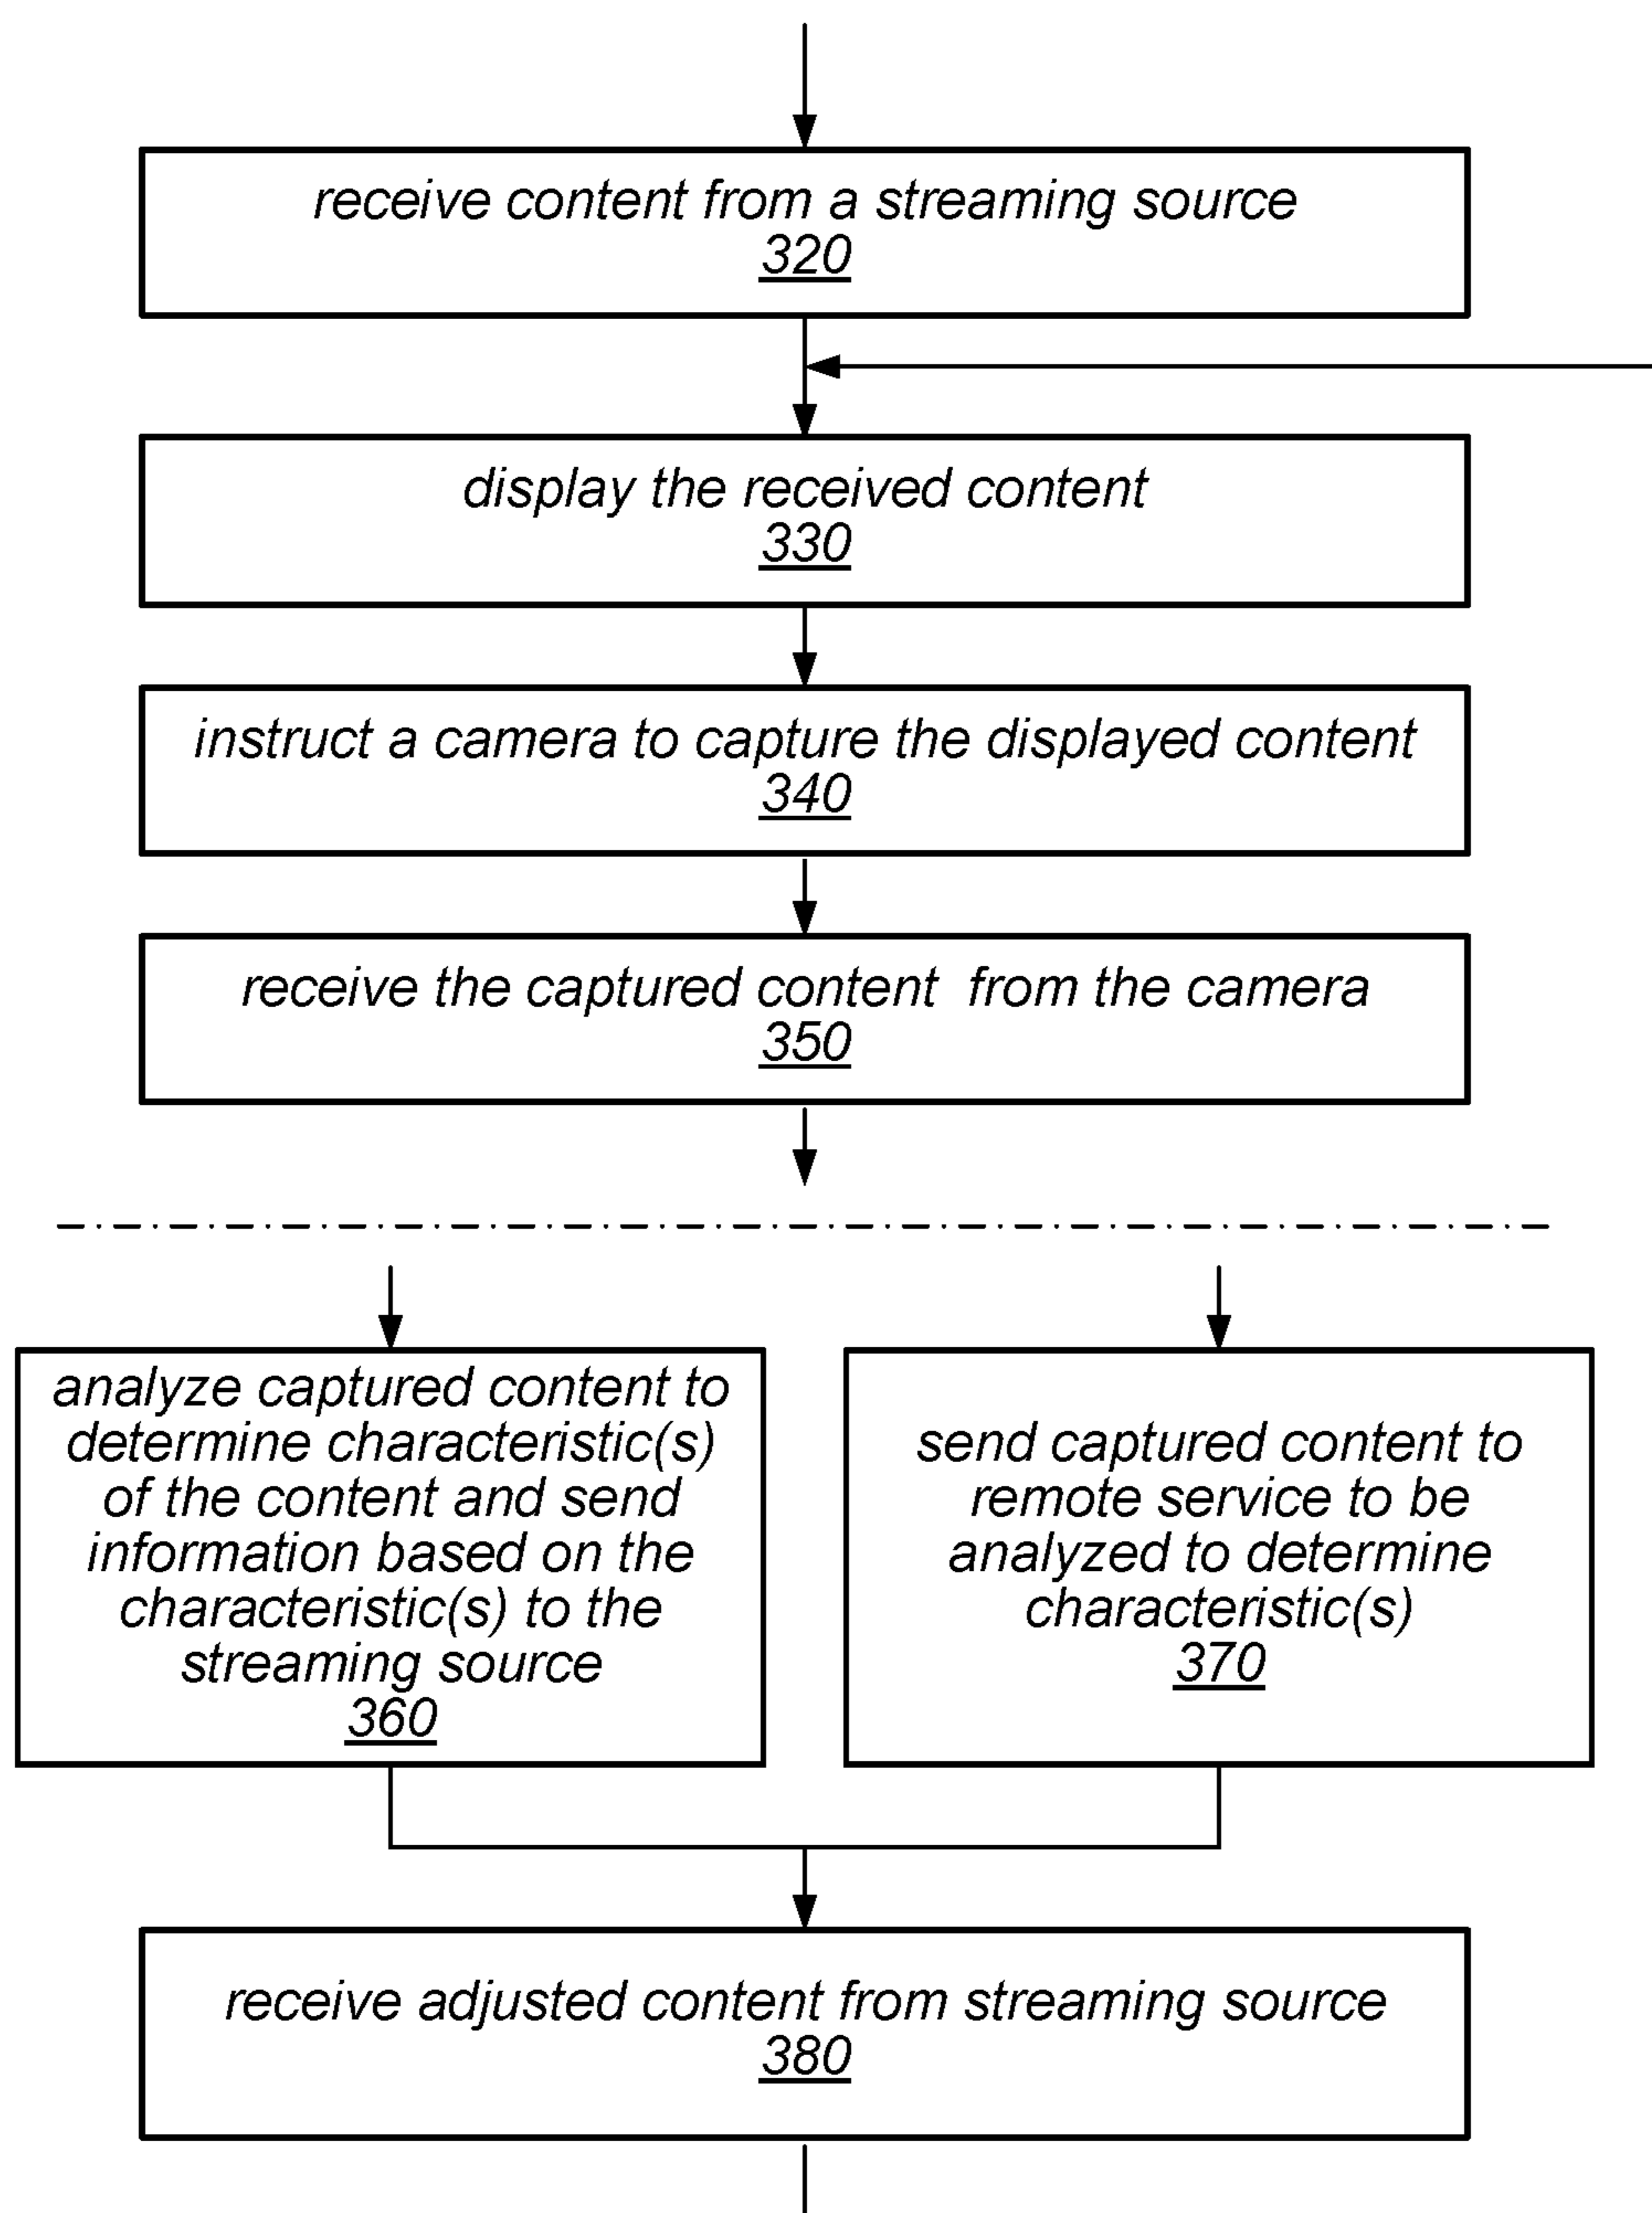 receive content from a streaming source
320
display the received content
330
instruct a camera to capture the displayed content
340
receive the captured content from the camera
350
analyze captured content to
determine characteristic(s)
of the content and send
information based on the
characteristic(s) to the
streaming source
360
send captured content to
remote service to be
analyzed to determine
characteristic(s)
370
receive adjusted content from streaming source
380